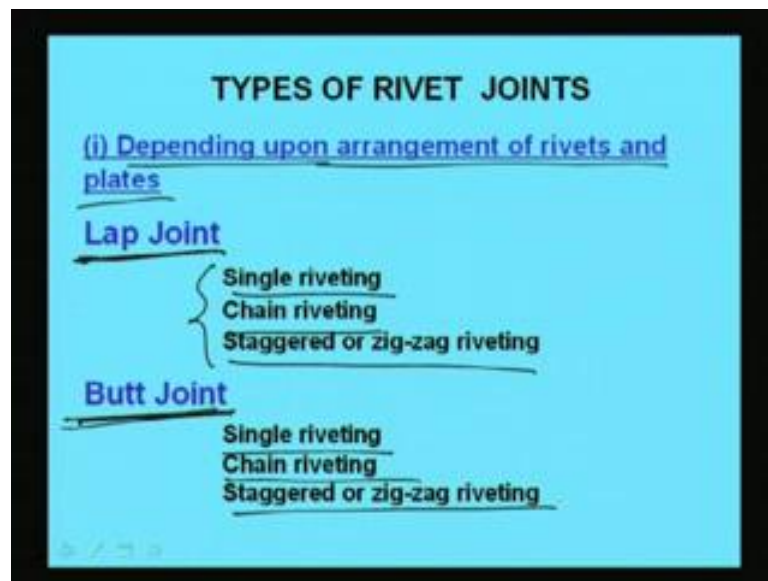 TYPES OF RIVET JOINTS
(i) Depending upon arrangement of rivets and
plates
Lap Joint
Single riveting
Chain riveting
Staggered or zig-zag riveting
Butt Joint
Single riveting
Chain riveting
Staggered or zig-zag riveting